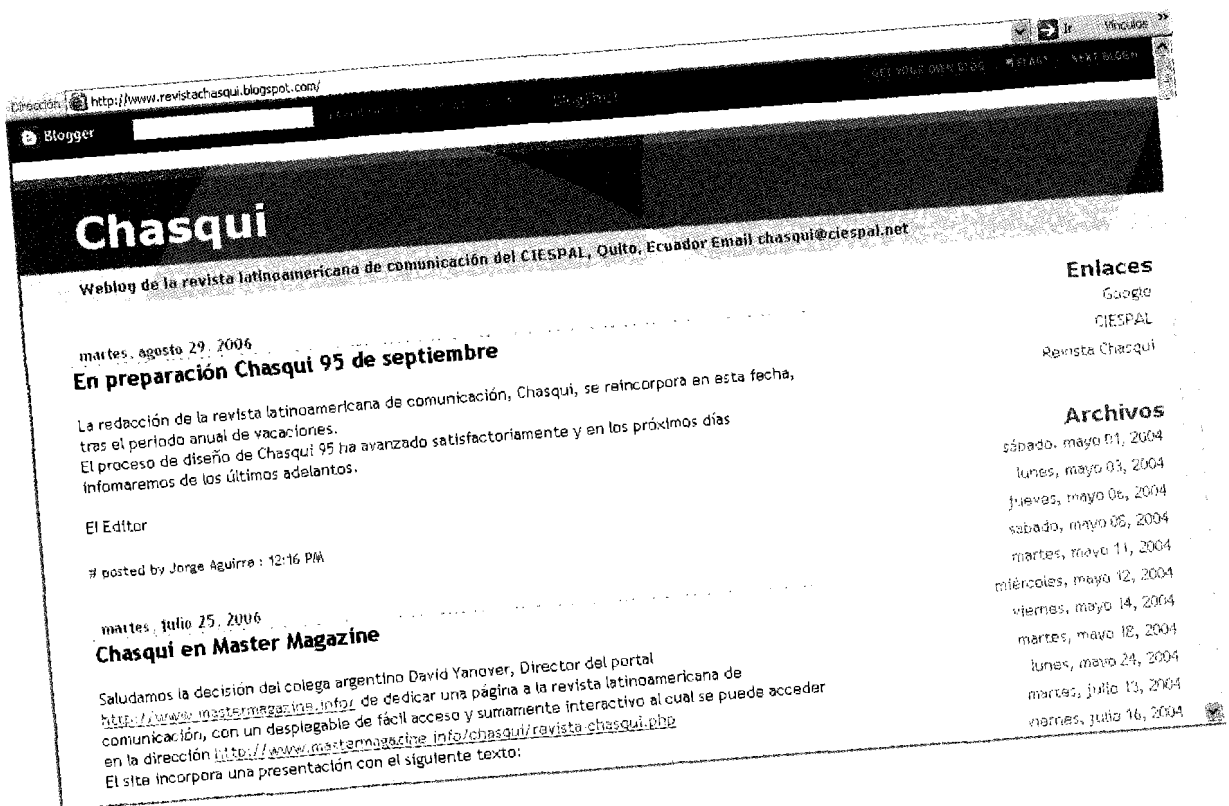 Dirección http://www.revistachasqui.blogspot.com/ Ir Vínculos »
Blogger GET YOUR OWN BLOG FLAG? NEXT BLOG»
Chasqui
Weblog de la revista latinoamericana de comunicación del CIESPAL, Quito, Ecuador Email chasqui@ciespal.net
martes, agosto 29, 2006
En preparación Chasqui 95 de septiembre
La redacción de la revista latinoamericana de comunicación, Chasqui, se reincorpora en esta fecha,
tras el periodo anual de vacaciones.
El proceso de diseño de Chasqui 95 ha avanzado satisfactoriamente y en los próximos días
infomaremos de los últimos adelantos.
El Editor
# posted by Jorge Aguirre : 12:16 PM
martes, julio 25, 2006
Chasqui en Master Magazine
Saludamos la decisión del colega argentino David Yanover, Director del portal
http://www.mastermagazine.info/ de dedicar una página a la revista latinoamericana de
comunicación, con un desplegable de fácil acceso y sumamente interactivo al cual se puede acceder
en la dirección http://www.mastermagazine.info/chasqui/revista-chasqui.php
El site incorpora una presentación con el siguiente texto:
Enlaces
Google
CIESPAL
Revista Chasqui
Archivos
sábado, mayo 01, 2004
lunes, mayo 03, 2004
jueves, mayo 06, 2004
sábado, mayo 08, 2004
martes, mayo 11, 2004
miércoles, mayo 12, 2004
viernes, mayo 14, 2004
martes, mayo 18, 2004
lunes, mayo 24, 2004
martes, julio 13, 2004
viernes, julio 16, 2004